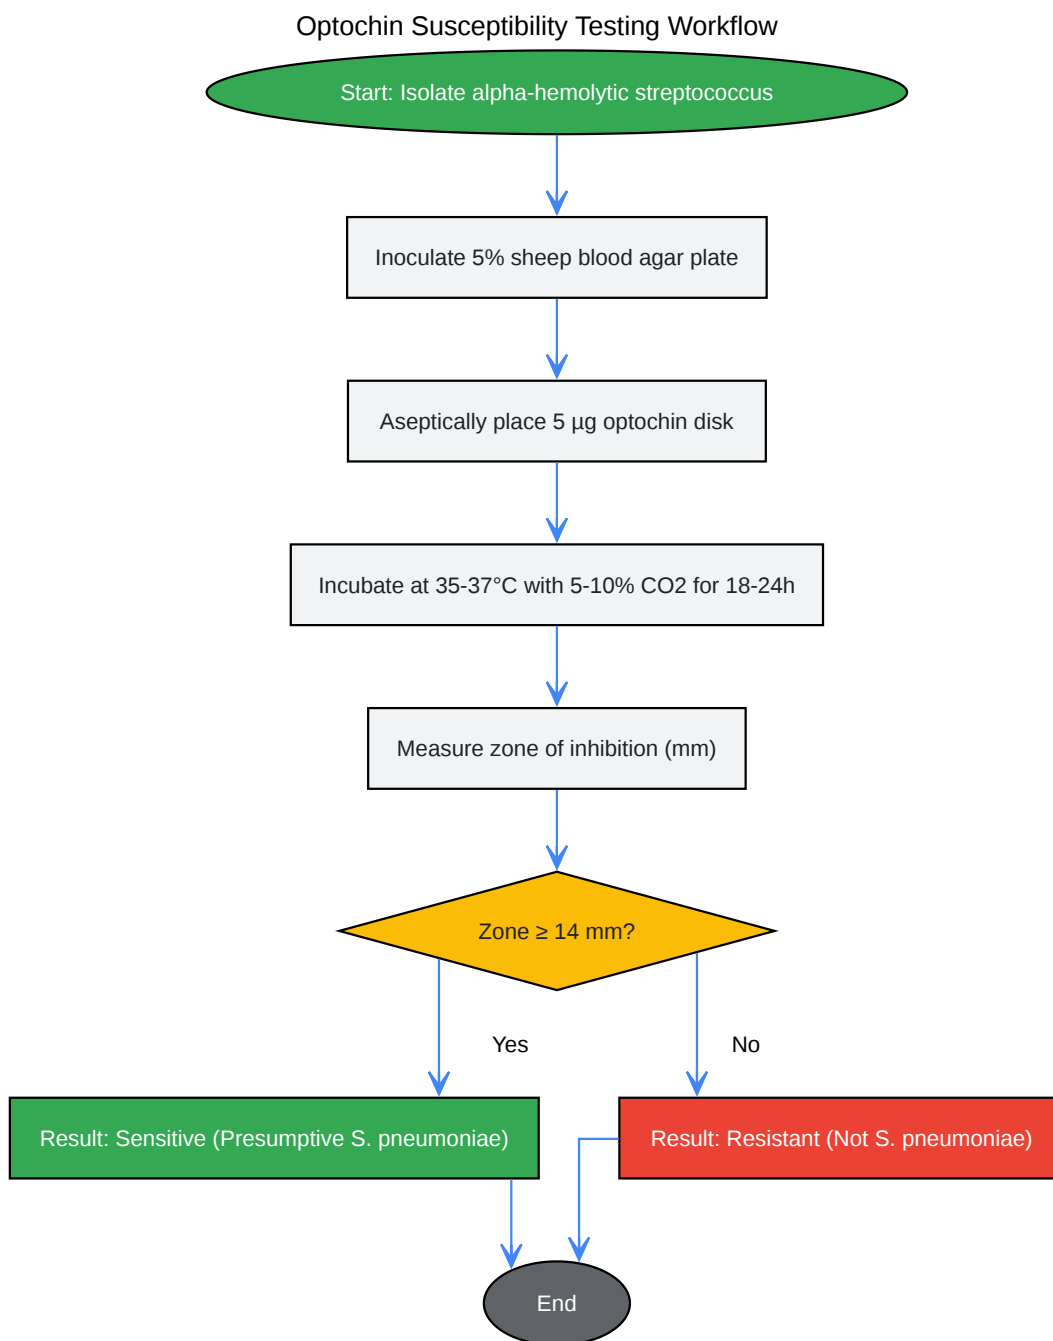 Optochin Susceptibility Testing Workflow
Start: Isolate alpha-hemolytic streptococcus
Inoculate 5% sheep blood agar plate
Aseptically place 5 µg optochin disk
Incubate at 35-37°C with 5-10% CO2 for 18-24h
Measure zone of inhibition (mm)
Zone ≥ 14 mm?
Yes
No
Result: Sensitive (Presumptive S. pneumoniae)
Result: Resistant (Not S. pneumoniae)
End